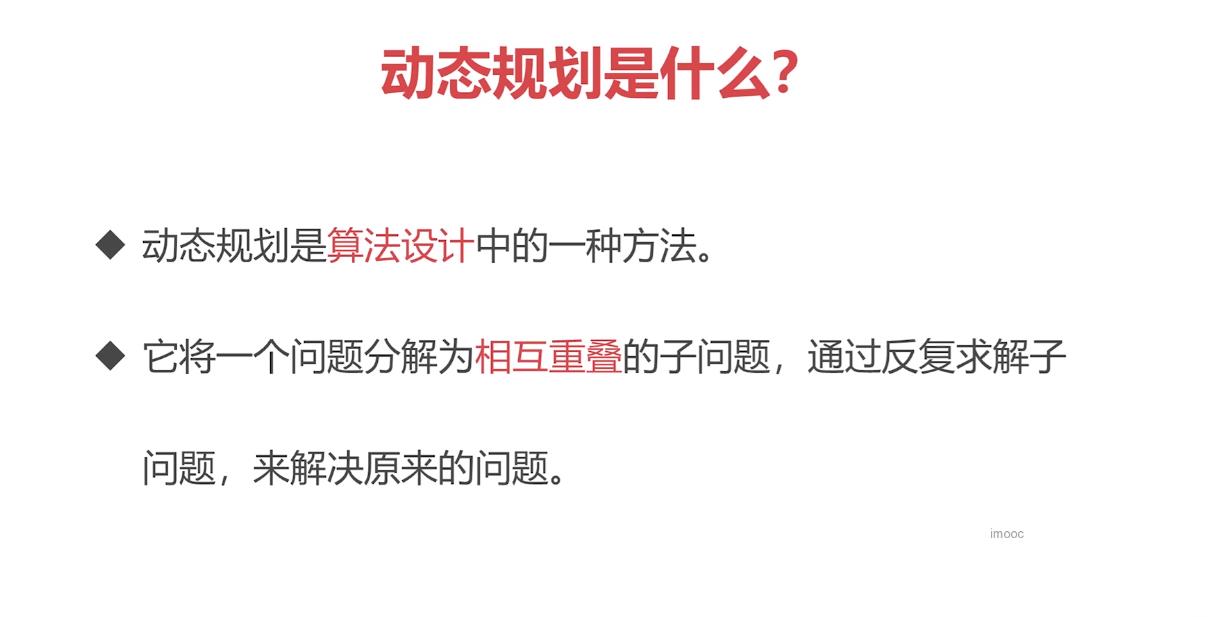 动态规划是什么?
◆ 动态规划是算法设计中的一种方法。
◆ 它将一个问题分解为相互重叠的子问题，通过反复求解子
问题，来解决原来的问题。
imooc